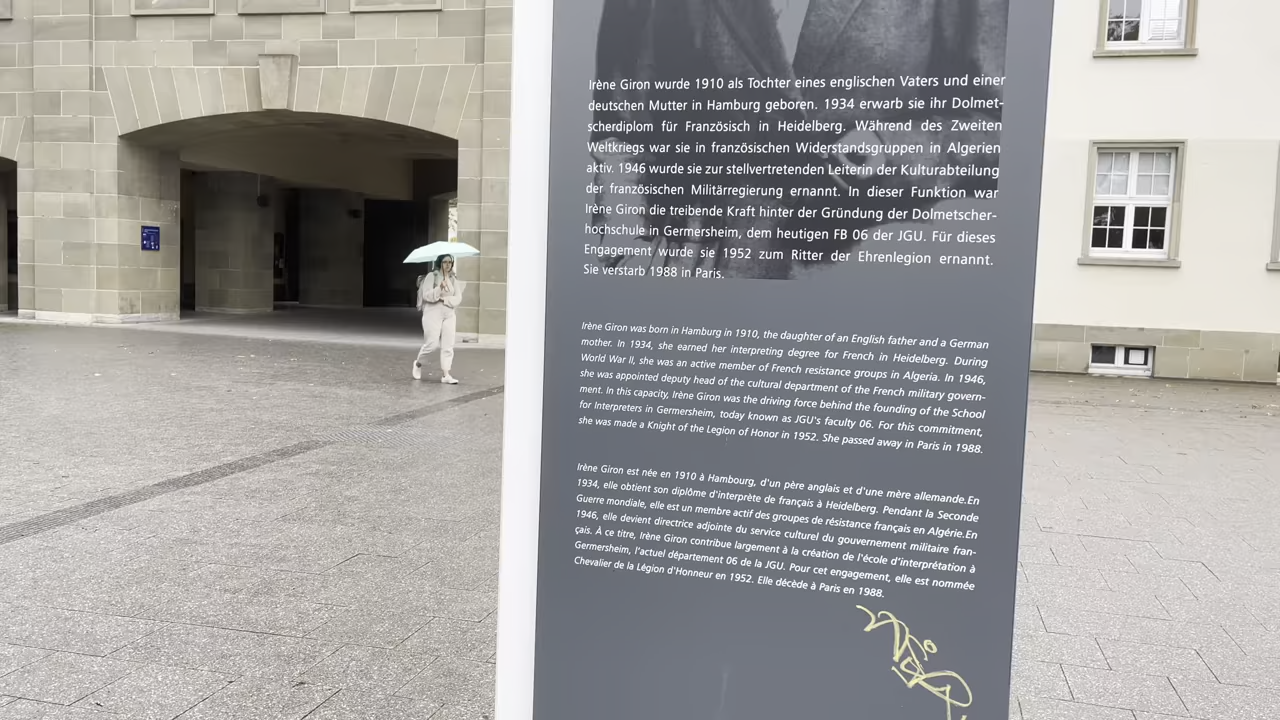 Irène Giron wurde 1910 als Tochter eines englischen Vaters und einer
deutschen Mutter in Hamburg geboren. 1934 erwarb sie ihr Dolmet-
scherdiplom für Französisch in Heidelberg. Während des Zweiten
Weltkriegs war sie in französischen Widerstandsgruppen in Algerien
aktiv. 1946 wurde sie zur stellvertretenden Leiterin der Kulturabteilung
der französischen Militärregierung ernannt. In dieser Funktion war
Irène Giron die treibende Kraft hinter der Gründung der Dolmetscher-
hochschule in Germersheim, dem heutigen FB 06 der JGU. Für dieses
Engagement wurde sie 1952 zum Ritter der Ehrenlegion ernannt.
Sie verstarb 1988 in Paris.
Irène Giron was born in Hamburg in 1910, the daughter of an English father and a German
mother. In 1934, she earned her interpreting degree for French in Heidelberg. During
World War II, she was an active member of French resistance groups in Algeria. In 1946,
she was appointed deputy head of the cultural department of the French military govern-
ment. In this capacity, Irène Giron was the driving force behind the founding of the School
for Interpreters in Germersheim, today known as JGU's faculty 06. For this commitment,
she was made a Knight of the Legion of Honor in 1952. She passed away in Paris in 1988.
Irène Giron est née en 1910 à Hambourg, d'un père anglais et d'une mère allemande.En
1934, elle obtient son diplôme d'interprète de français à Heidelberg. Pendant la Seconde
Guerre mondiale, elle est un membre actif des groupes de résistance français en Algérie.En
1946, elle devient directrice adjointe du service culturel du gouvernement militaire fran-
çais. À ce titre, Irène Giron contribue largement à la création de l'école d'interprétation à
Germersheim, l'actuel département 06 de la JGU. Pour cet engagement, elle est nommée
Chevalier de la Légion d'Honneur en 1952. Elle décède à Paris en 1988.